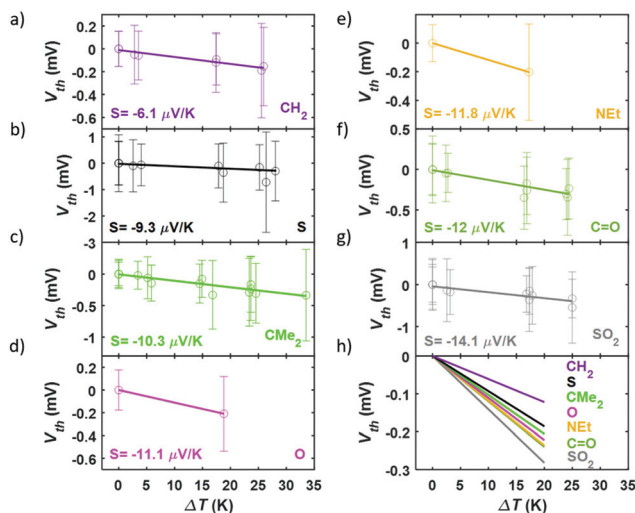 a)
0.2
0
-0.2
-0.4
-0.6
V_th (mV)
S= -6.1 μV/K
CH₂
b)
1
0
-1
-2
-3
V_th (mV)
S= -9.3 μV/K
S
c)
0
-0.5
-1
V_th (mV)
S= -10.3 μV/K
CMe₂
d)
0.2
0
-0.2
-0.4
-0.6
V_th (mV)
S= -11.1 μV/K
O
0 5 10 15 20 25 30 35
ΔT (K)
e)
0.2
0
-0.2
-0.4
-0.6
V_th (mV)
S= -11.8 μV/K
NEt
f)
0.5
0
-0.5
V_th (mV)
S= -12 μV/K
C=O
g)
1
0
-1
V_th (mV)
S= -14.1 μV/K
SO₂
h)
0
-0.1
-0.2
-0.3
V_th (mV)
CH₂
S
CMe₂
O
NEt
C=O
SO₂
0 5 10 15 20 25 30 35
ΔT (K)